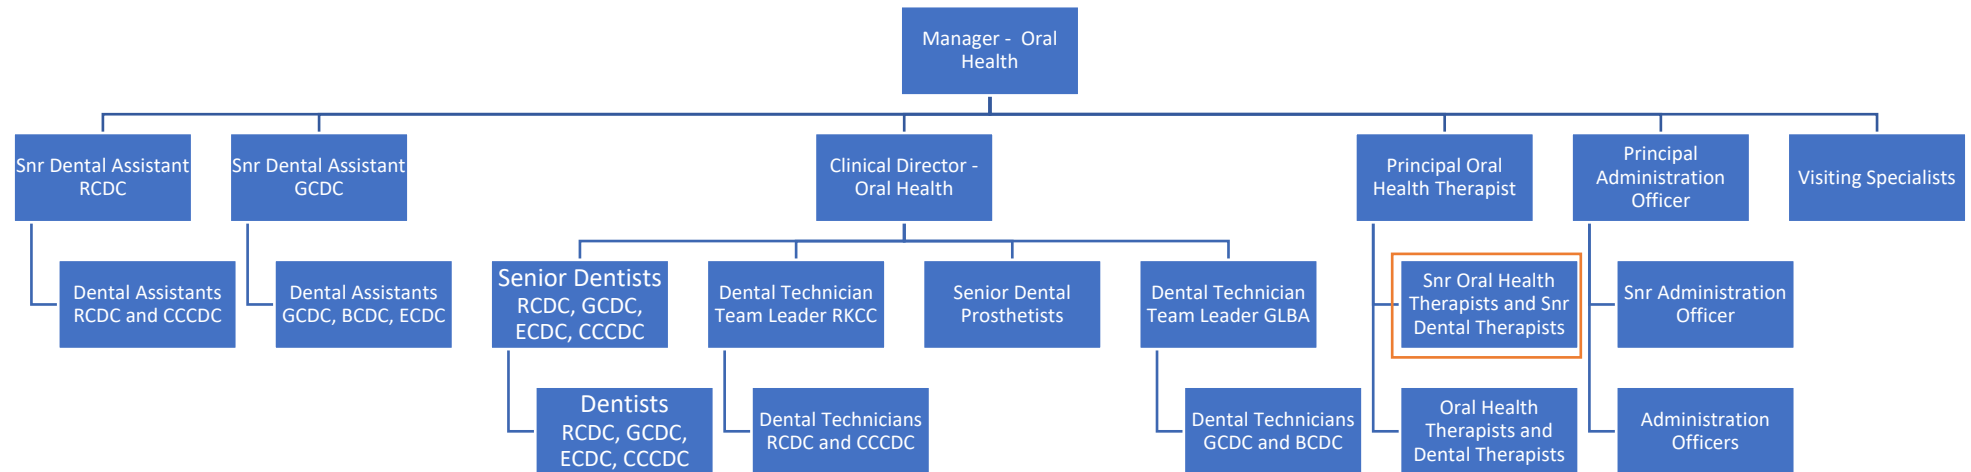 Manager -  Oral
Health
Snr Dental Assistant
RCDC
Snr Dental Assistant
GCDC
Clinical Director -
Oral Health
Principal Oral
Health Therapist
Principal
Administration
Officer
Visiting Specialists
Dental Assistants
RCDC and CCCDC
Dental Assistants
GCDC, BCDC, ECDC
Senior Dentists
RCDC, GCDC,
ECDC, CCCDC
Dental Technician
Team Leader RKCC
Senior Dental
Prosthetists
Dental Technician
Team Leader GLBA
Snr Oral Health
Therapists and Snr
Dental Therapists
Snr Administration
Officer
Dentists
RCDC, GCDC,
ECDC, CCCDC
Dental Technicians
RCDC and CCCDC
Dental Technicians
GCDC and BCDC
Oral Health
Therapists and
Dental Therapists
Administration
Officers